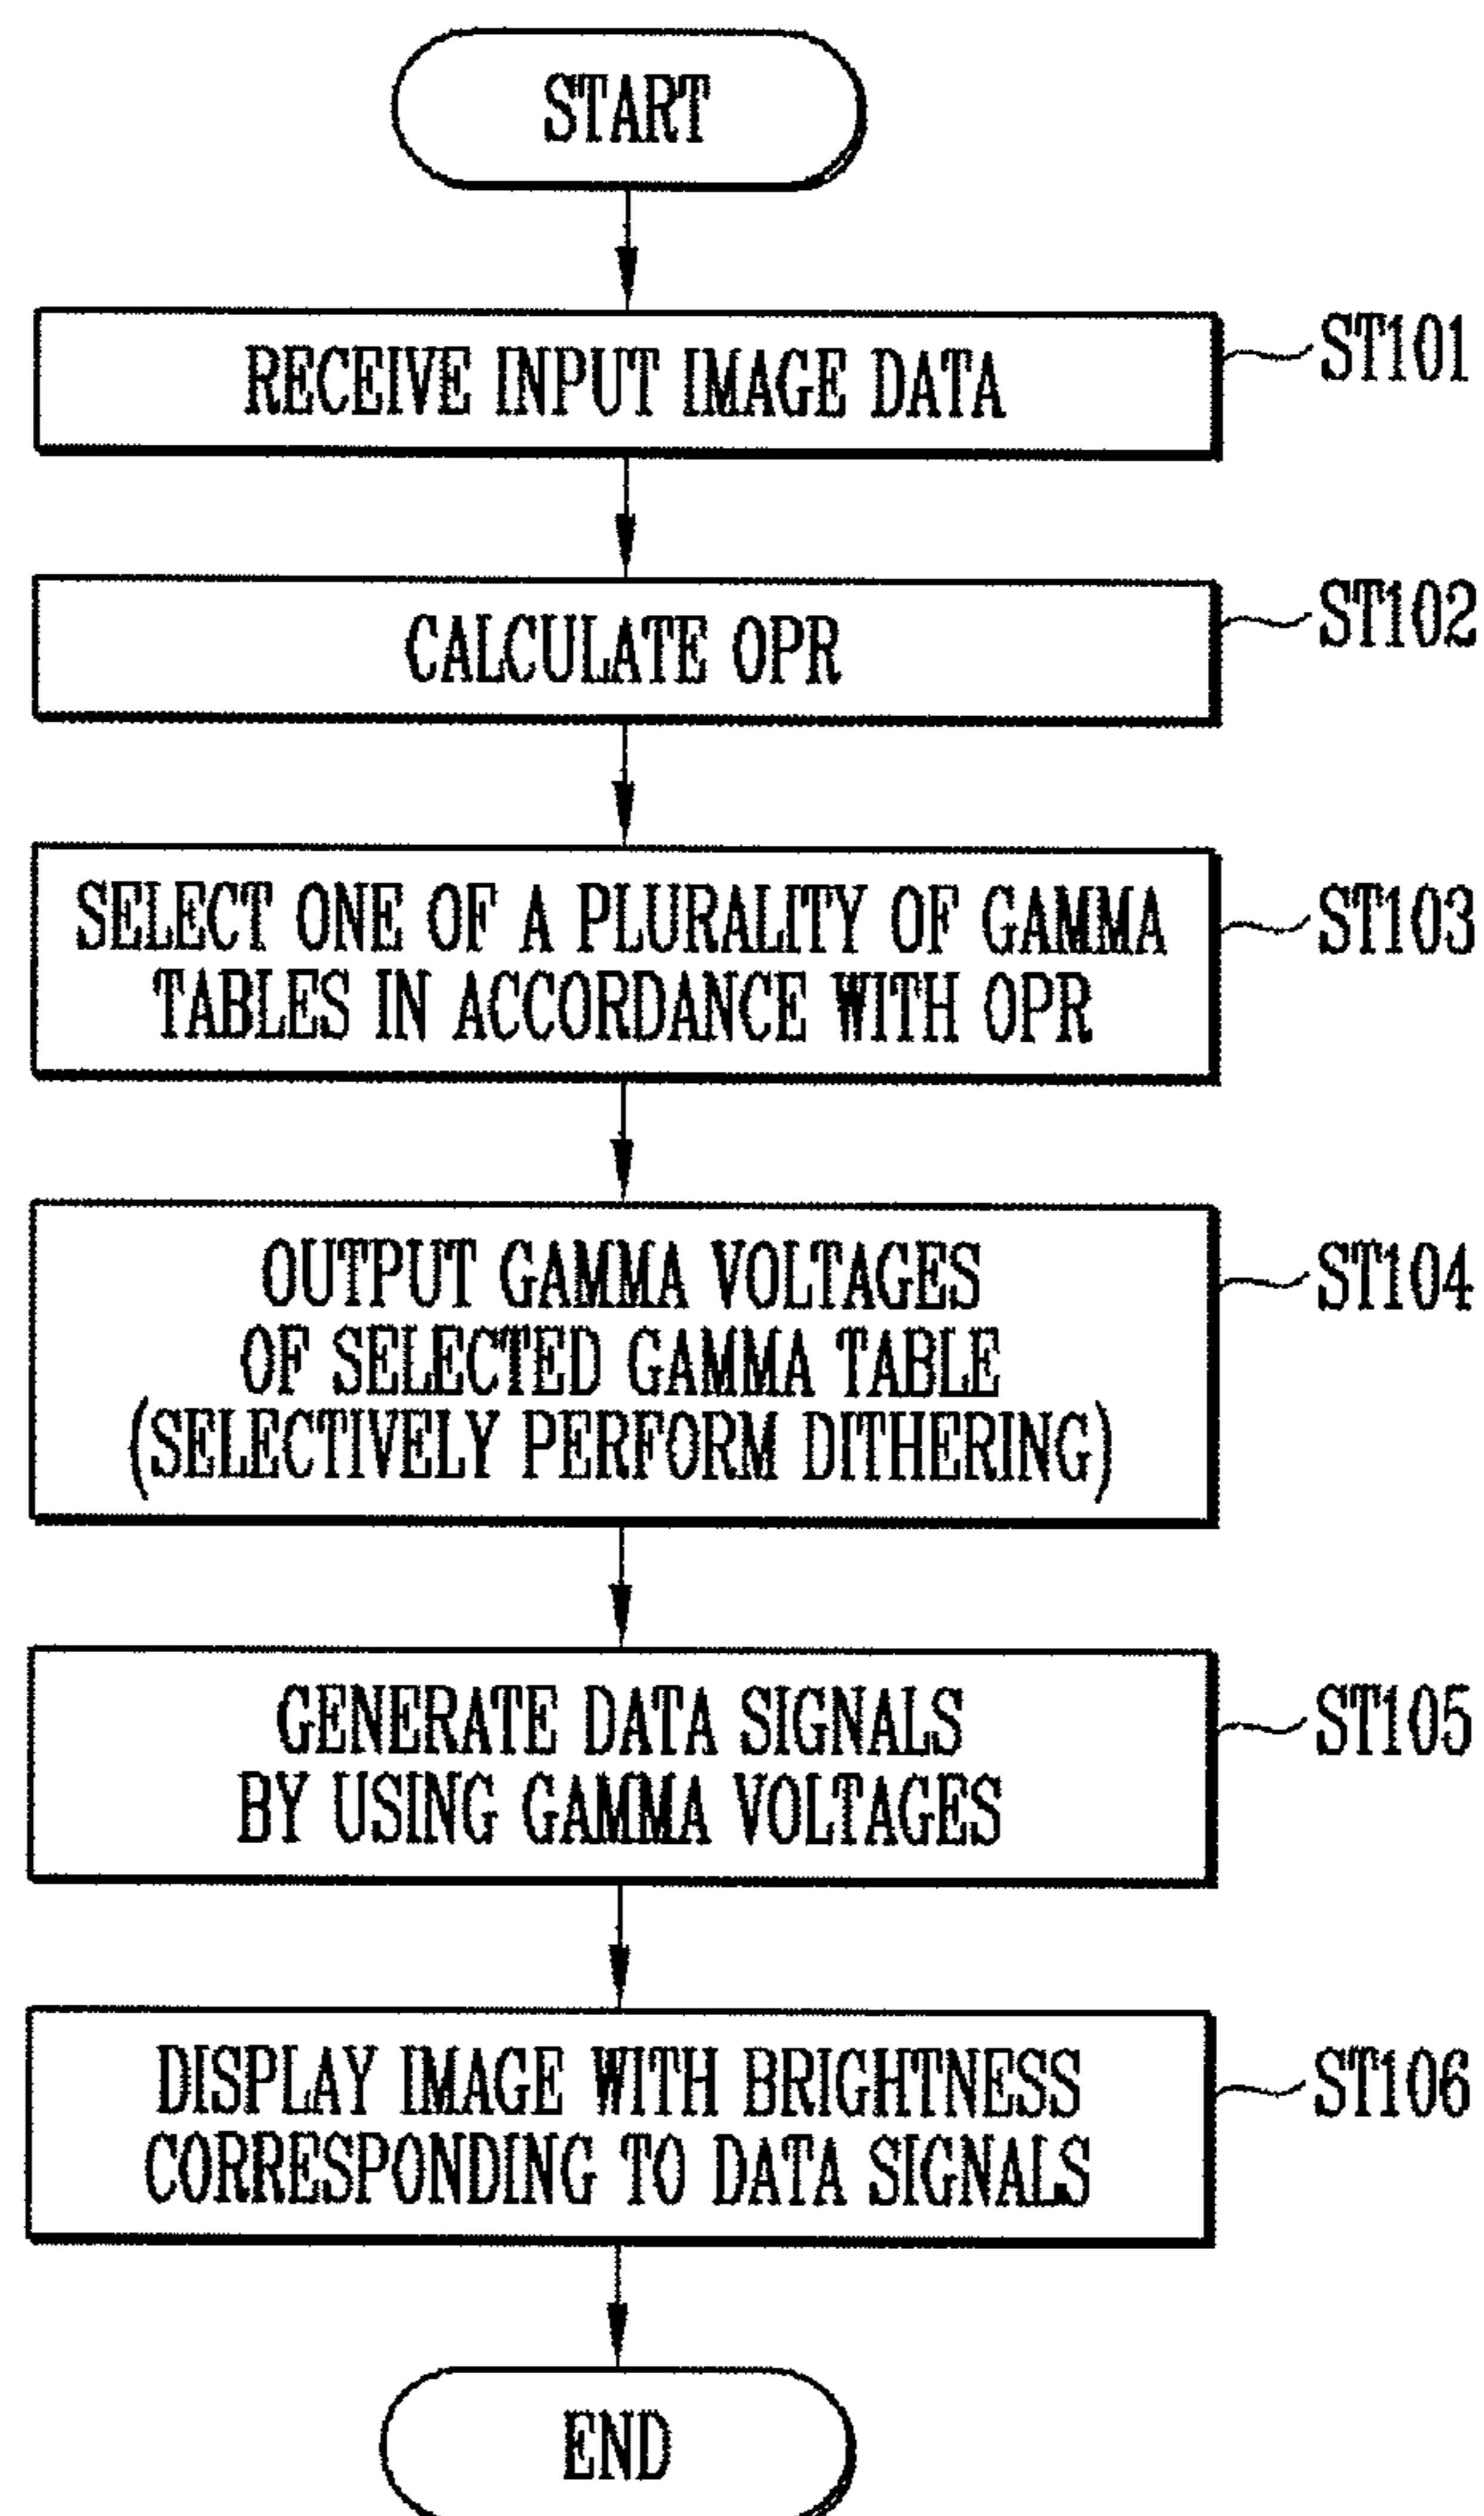 START
RECEIVE INPUT IMAGE DATA
ST101
CALCULATE OPR
ST102
SELECT ONE OF A PLURALITY OF GAMMA
TABLES IN ACCORDANCE WITH OPR
ST103
OUTPUT GAMMA VOLTAGES
OF SELECTED GAMMA TABLE
(SELECTIVELY PERFORM DITHERING)
ST104
GENERATE DATA SIGNALS
BY USING GAMMA VOLTAGES
ST105
DISPLAY IMAGE WITH BRIGHTNESS
CORRESPONDING TO DATA SIGNALS
ST106
END